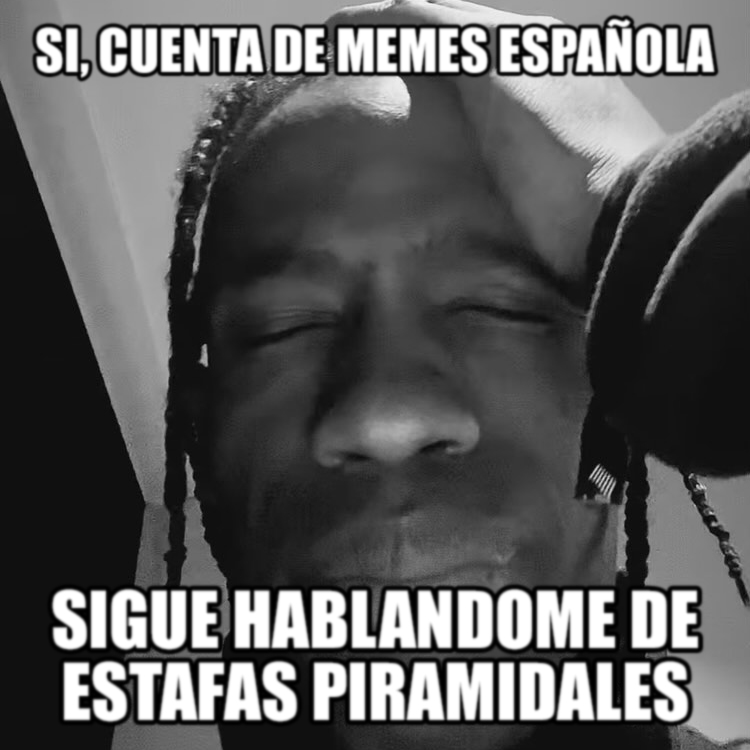 SI, CUENTA DE MEMES ESPAÑOLA
SIGUE HABLANDOME DE
ESTAFAS PIRAMIDALES